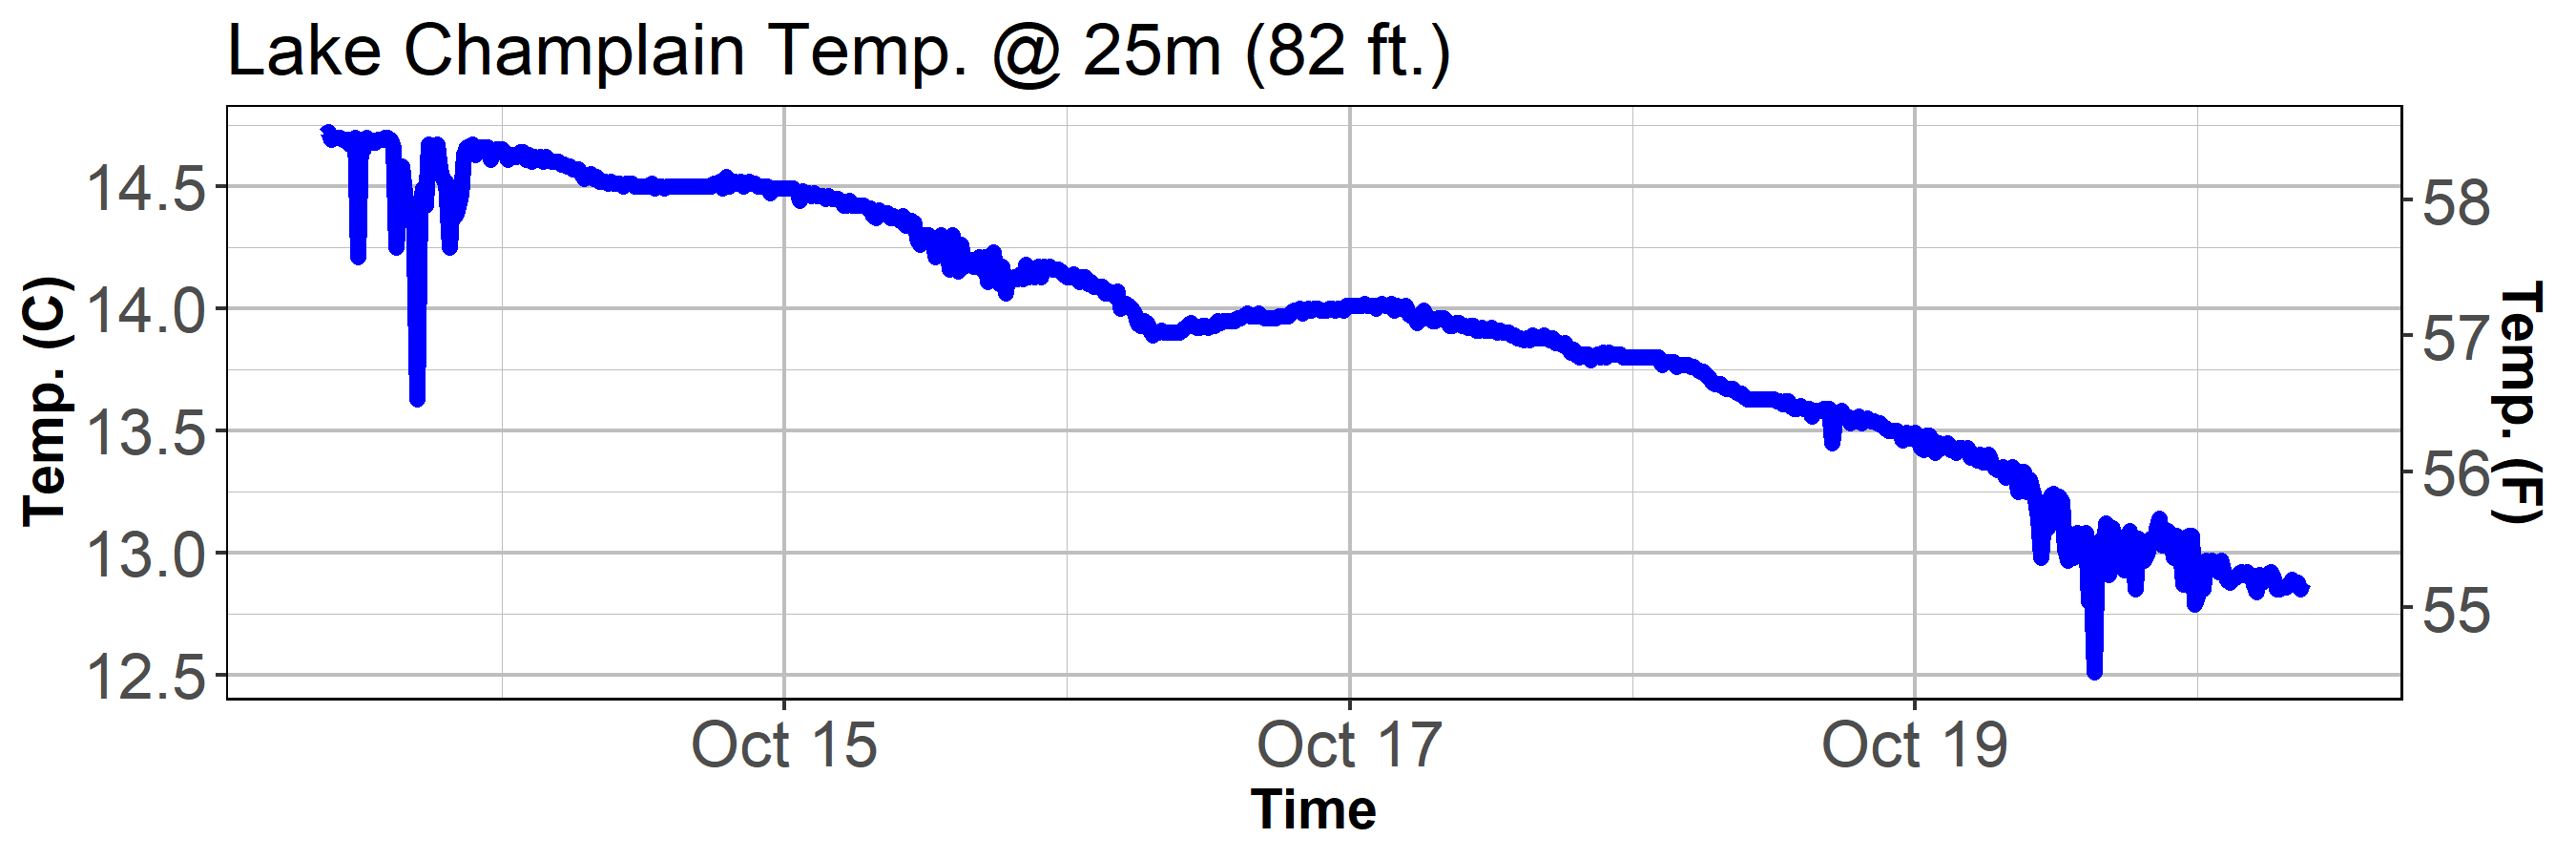 Lake Champlain Temp. @ 25m (82 ft.)
Temp. (C)
14.5
14.0
13.5
13.0
12.5
58
57
56
55
Temp. (F)
Oct 15 Oct 17 Oct 19
Time